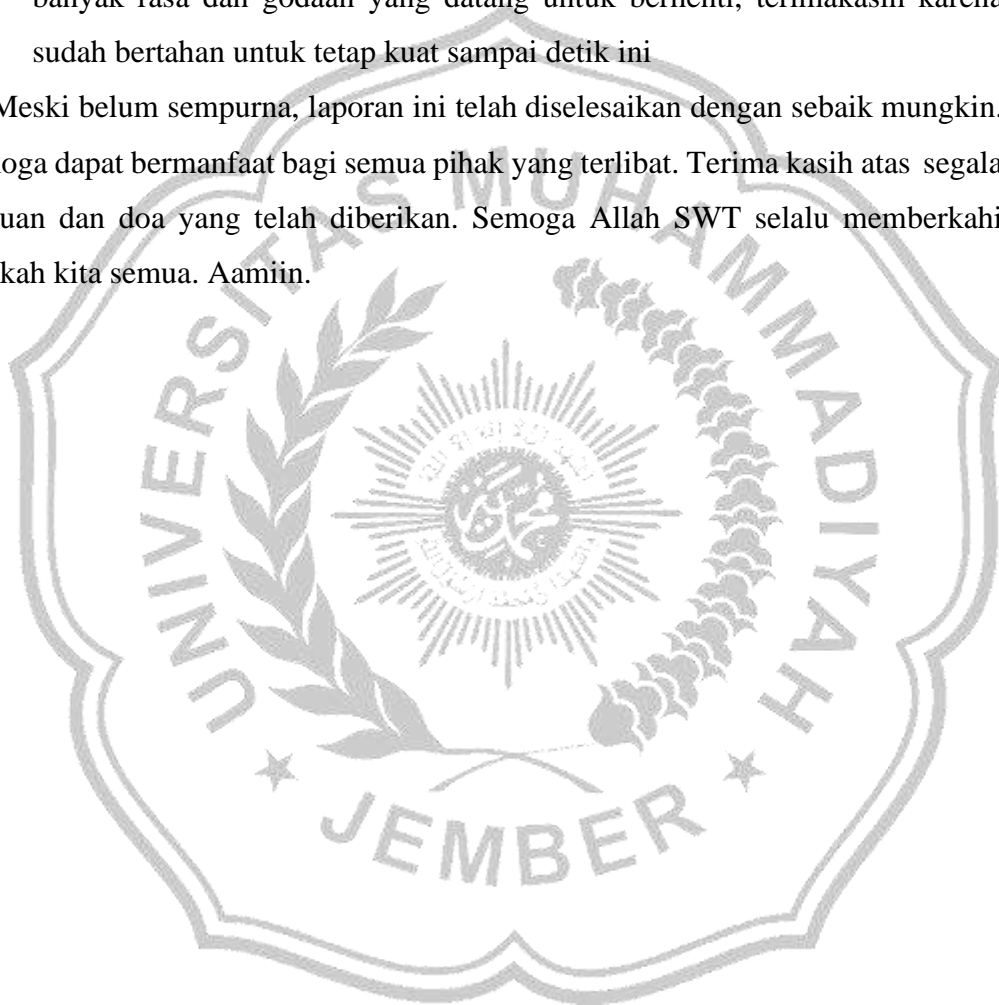 banyak rasa dan godaan yang datang untuk berhenti, terimakasih karena
sudah bertahan untuk tetap kuat sampai detik ini
Meski belum sempurna, laporan ini telah diselesaikan dengan sebaik mungkin.
oga dapat bermanfaat bagi semua pihak yang terlibat. Terima kasih atas segala
uan dan doa yang telah diberikan. Semoga Allah SWT selalu memberkahi
kah kita semua. Aamiin.
UNIVERSITAS MUHAMMADIYAH
JEMBER